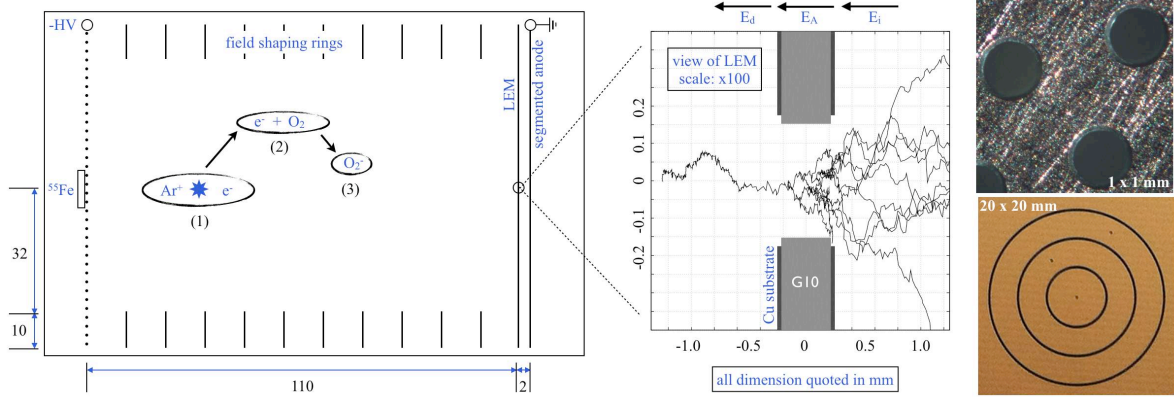 -HV
field shaping rings
LEM
segmented anode
e- + O₂
(2)
O₂-
(3)
⁵⁵Fe
Ar⁺ e-
(1)
32
10
110
2
E_d E_A E_i
view of LEM
scale: x100
0.2
0.1
0
-0.1
-0.2
Cu substrate
G10
-1.0 -0.5 0 0.5 1.0
all dimension quoted in mm
1 x 1 mm
20 x 20 mm